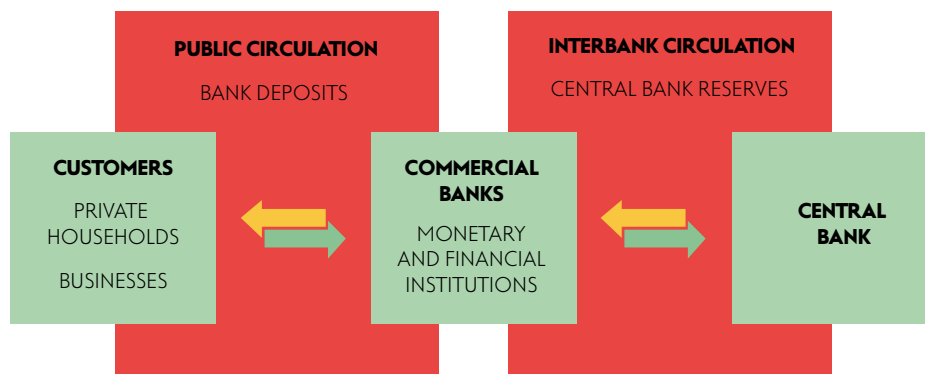 PUBLIC CIRCULATION
BANK DEPOSITS
INTERBANK CIRCULATION
CENTRAL BANK RESERVES
CUSTOMERS
PRIVATE
HOUSEHOLDS
BUSINESSES
COMMERCIAL
BANKS
MONETARY
AND FINANCIAL
INSTITUTIONS
CENTRAL
BANK